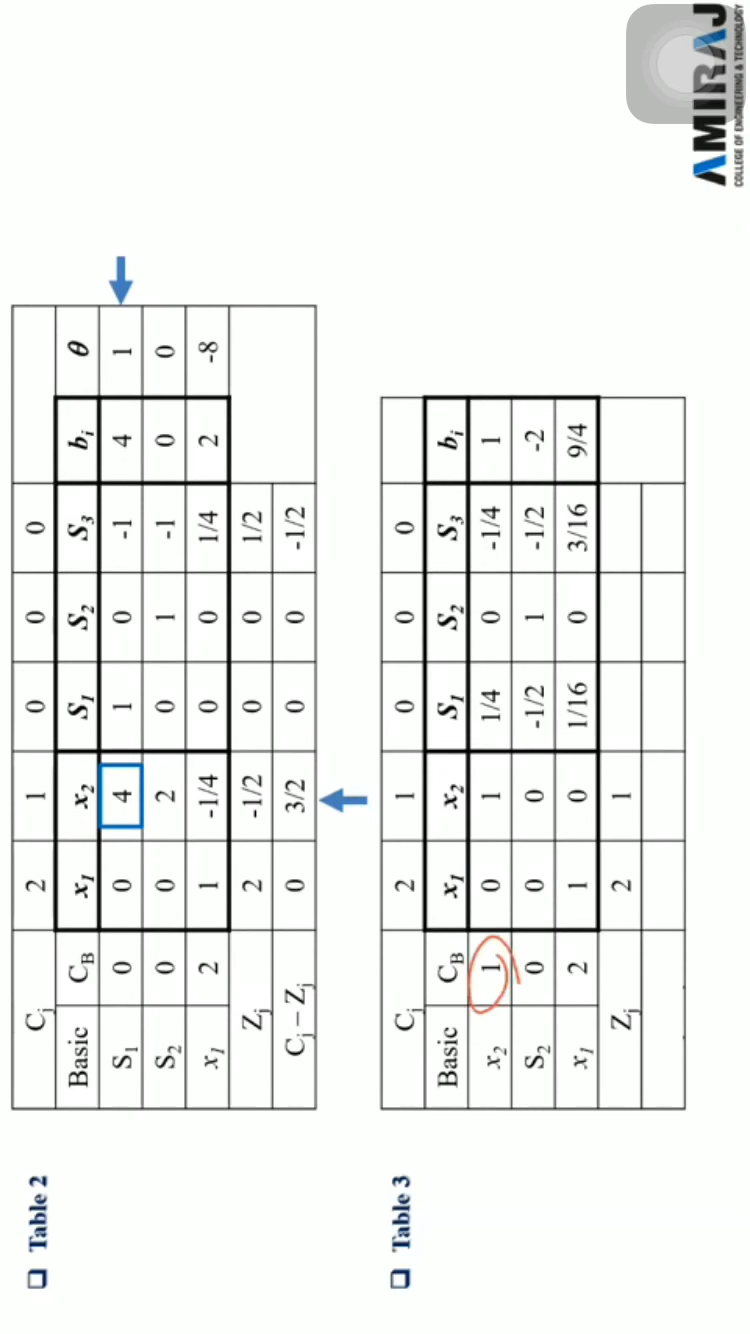 ❑ Table 2
Cj 2 1 0 0 0
Basic CB x1 x2 S1 S2 S3 bi θ
S1 0 0 4 1 0 -1 4 1
S2 0 0 2 0 1 -1 0 0
x1 2 1 -1/4 0 0 1/4 2 -8
Zj 2 -1/2 0 0 1/2
Cj – Zj 0 3/2 0 0 -1/2
❑ Table 3
Cj 2 1 0 0 0
Basic CB x1 x2 S1 S2 S3 bi
x2 1 0 1 1/4 0 -1/4 1
S2 0 0 0 -1/2 1 -1/2 -2
x1 2 1 0 1/16 0 3/16 9/4
Zj 2 1
AMIRAJ
COLLEGE OF ENGINEERING & TECHNOLOGY